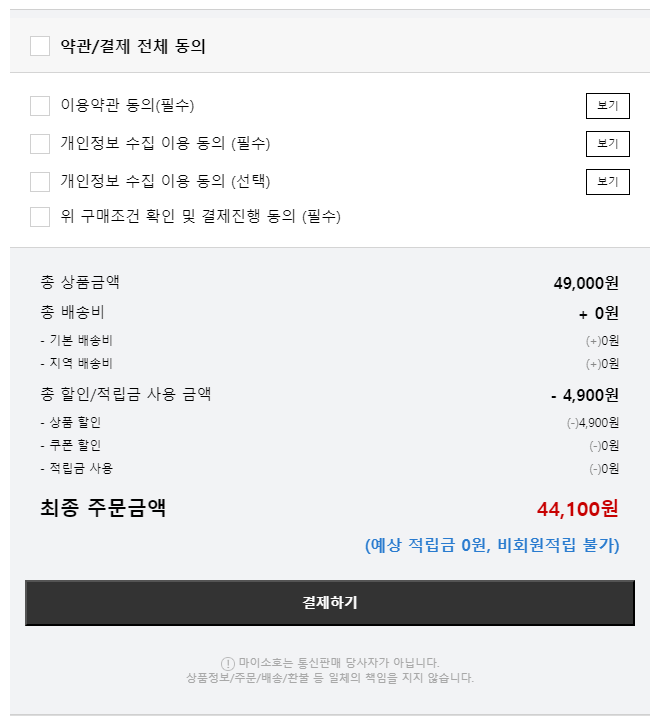 약관/결제 전체 동의
이용약관 동의(필수) 보기
개인정보 수집 이용 동의 (필수) 보기
개인정보 수집 이용 동의 (선택) 보기
위 구매조건 확인 및 결제진행 동의 (필수)
총 상품금액 49,000원
총 배송비 + 0원
- 기본 배송비 (+)0원
- 지역 배송비 (+)0원
총 할인/적립금 사용 금액 - 4,900원
- 상품 할인 (-)4,900원
- 쿠폰 할인 (-)0원
- 적립금 사용 (-)0원
최종 주문금액 44,100원
(예상 적립금 0원, 비회원적립 불가)
결제하기
마이소호는 통신판매 당사자가 아닙니다.
상품정보/주문/배송/환불 등 일체의 책임을 지지 않습니다.